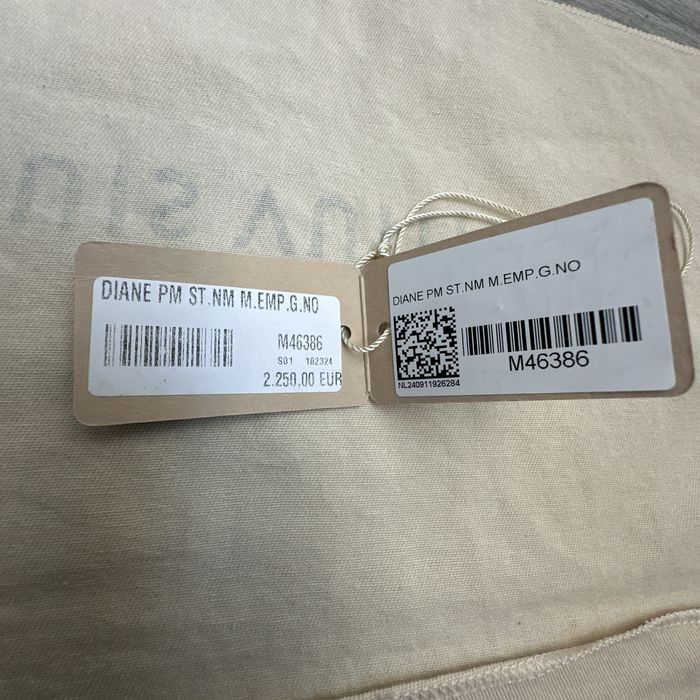 DIANE PM ST.NM M.EMP.G.NO
M46386
S01 102324
2.250,00 EUR
DIANE PM ST.NM M.EMP.G.NO
M46386
NL240911926284